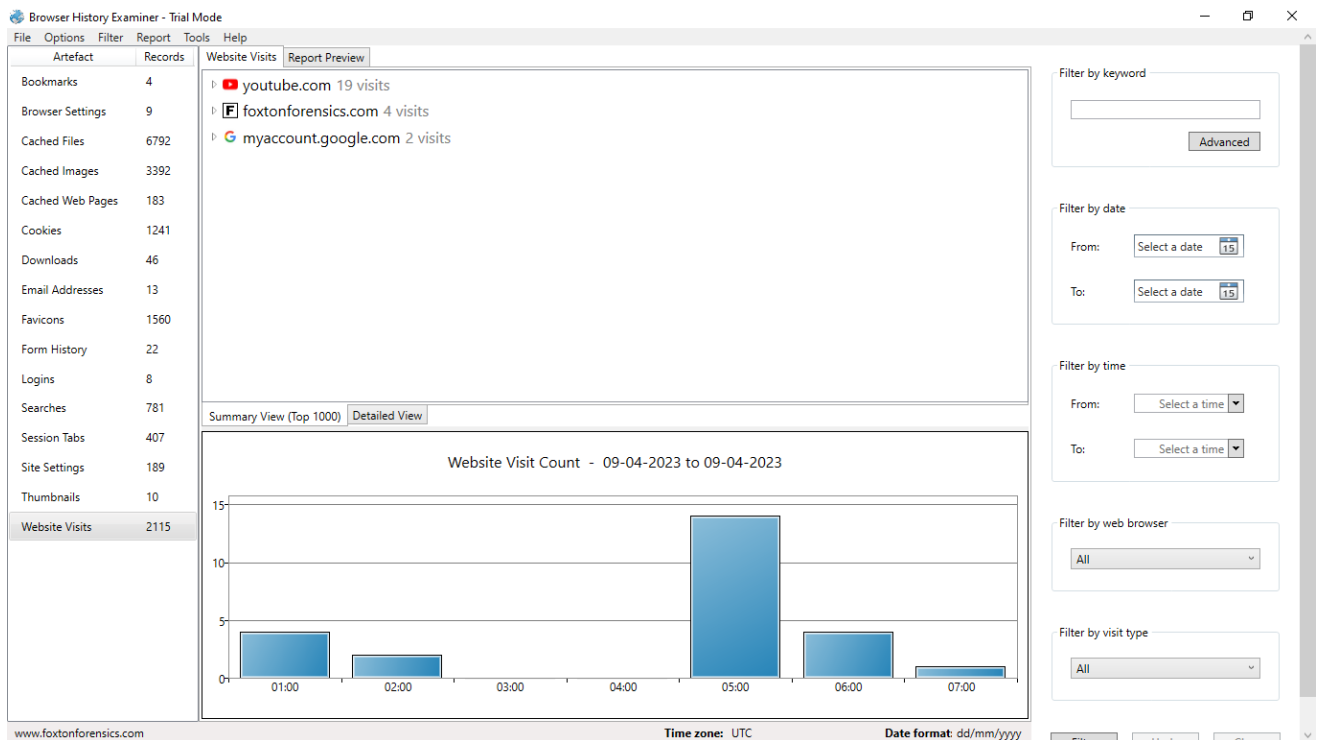 Browser History Examiner - Trial Mode
File Options Filter Report Tools Help
Artefact Records
Bookmarks 4
Browser Settings 9
Cached Files 6792
Cached Images 3392
Cached Web Pages 183
Cookies 1241
Downloads 46
Email Addresses 13
Favicons 1560
Form History 22
Logins 8
Searches 781
Session Tabs 407
Site Settings 189
Thumbnails 10
Website Visits 2115
Website Visits Report Preview
youtube.com 19 visits
F foxtonforensics.com 4 visits
G myaccount.google.com 2 visits
Summary View (Top 1000) Detailed View
Website Visit Count - 09-04-2023 to 09-04-2023
15
10
5
0
01:00 02:00 03:00 04:00 05:00 06:00 07:00
Filter by keyword
Advanced
Filter by date
From: Select a date 15
To: Select a date 15
Filter by time
From: Select a time
To: Select a time
Filter by web browser
All
Filter by visit type
All
www.foxtonforensics.com Time zone: UTC Date format: dd/mm/yyyy